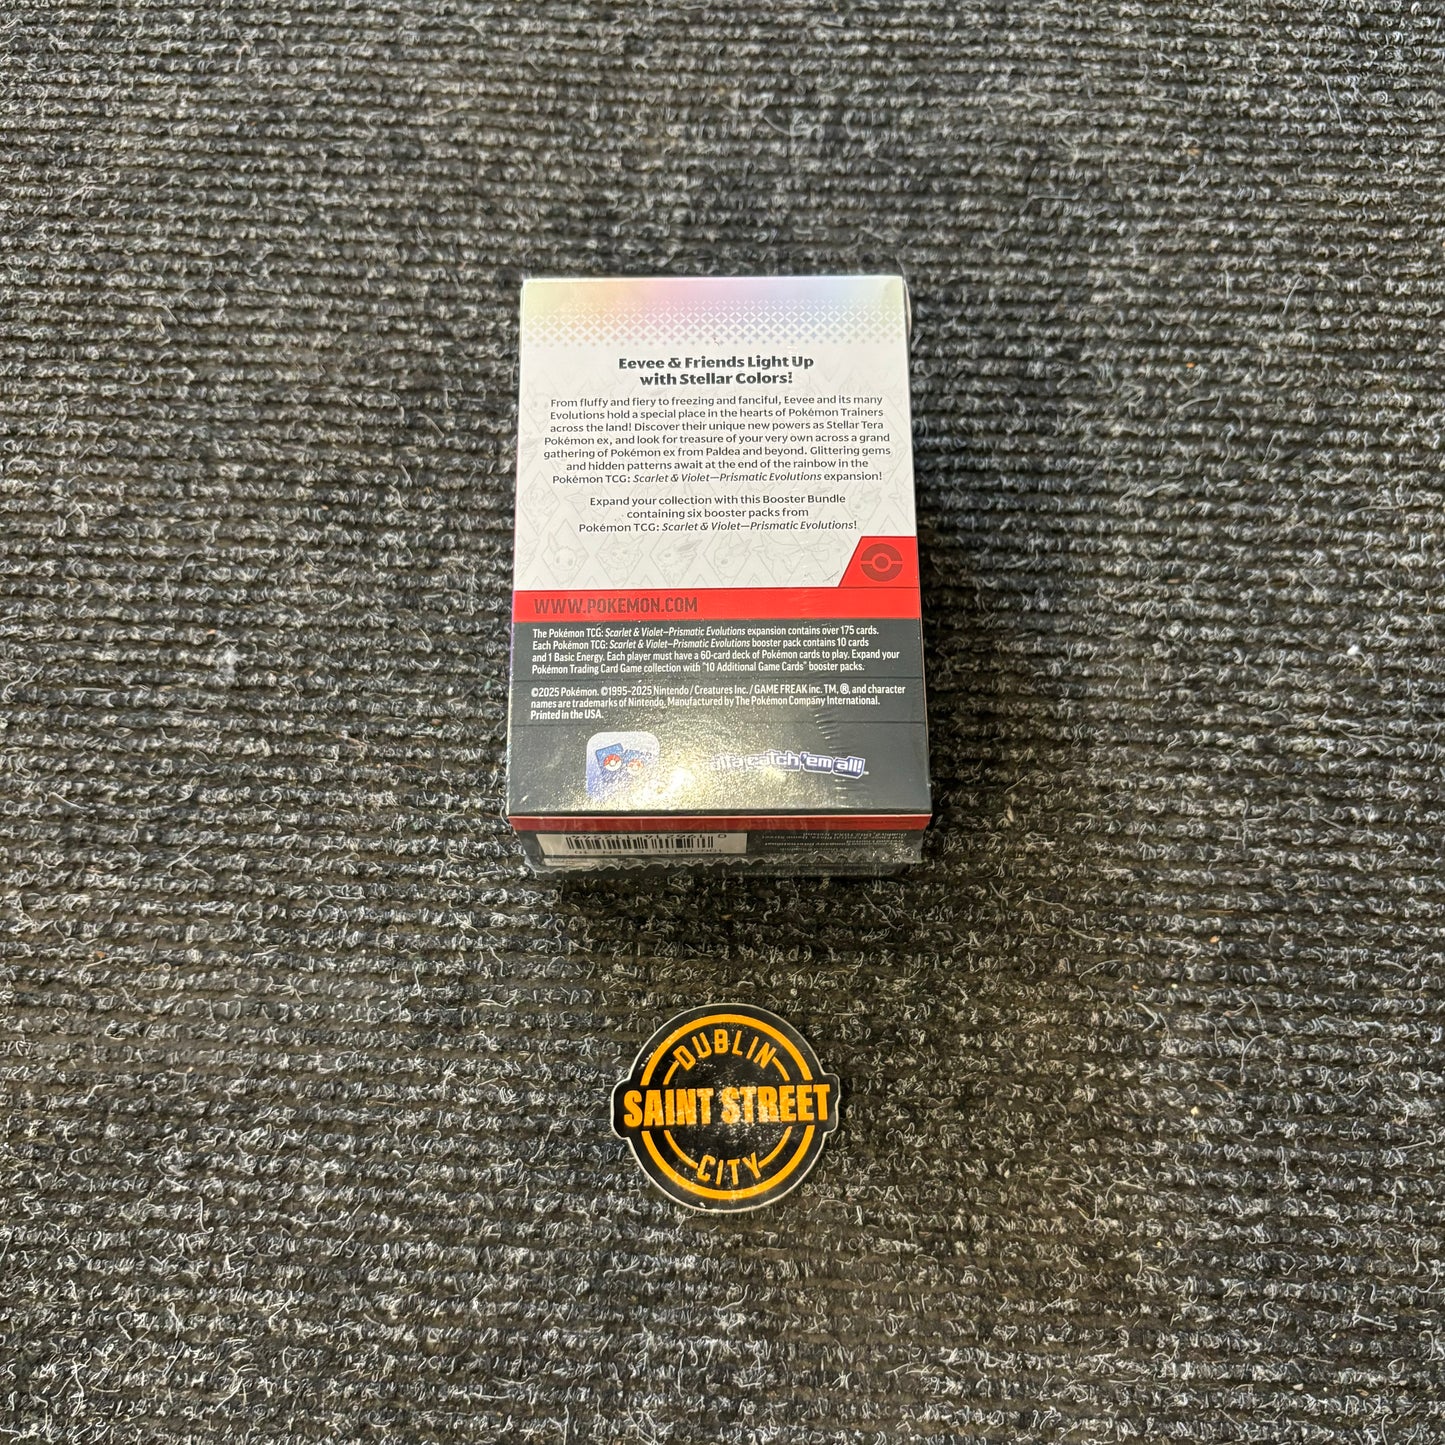 Eevee & Friends Light Up
with Stellar Colors!
From fluffy and fiery to freezing and fanciful, Eevee and its many
Evolutions hold a special place in the hearts of Pokémon Trainers
across the land! Discover their unique new powers as Stellar Tera
Pokémon ex, and look for treasure of your very own across a grand
gathering of Pokémon ex from Paldea and beyond. Glittering gems
and hidden patterns await at the end of the rainbow in the
Pokémon TCG: Scarlet & Violet—Prismatic Evolutions expansion!
Expand your collection with this Booster Bundle
containing six booster packs from
Pokémon TCG: Scarlet & Violet—Prismatic Evolutions!
WWW.POKEMON.COM
The Pokémon TCG: Scarlet & Violet—Prismatic Evolutions expansion contains over 175 cards.
Each Pokémon TCG: Scarlet & Violet—Prismatic Evolutions booster pack contains 10 cards
and 1 Basic Energy. Each player must have a 60-card deck of Pokémon cards to play. Expand your
Pokémon Trading Card Game collection with "10 Additional Game Cards" booster packs.
©2025 Pokémon. ©1995-2025 Nintendo / Creatures Inc. / GAME FREAK inc. TM, ®, and character
names are trademarks of Nintendo. Manufactured by The Pokémon Company International.
Printed in the USA.
catch 'em all!
DUBLIN
SAINT STREET
CITY